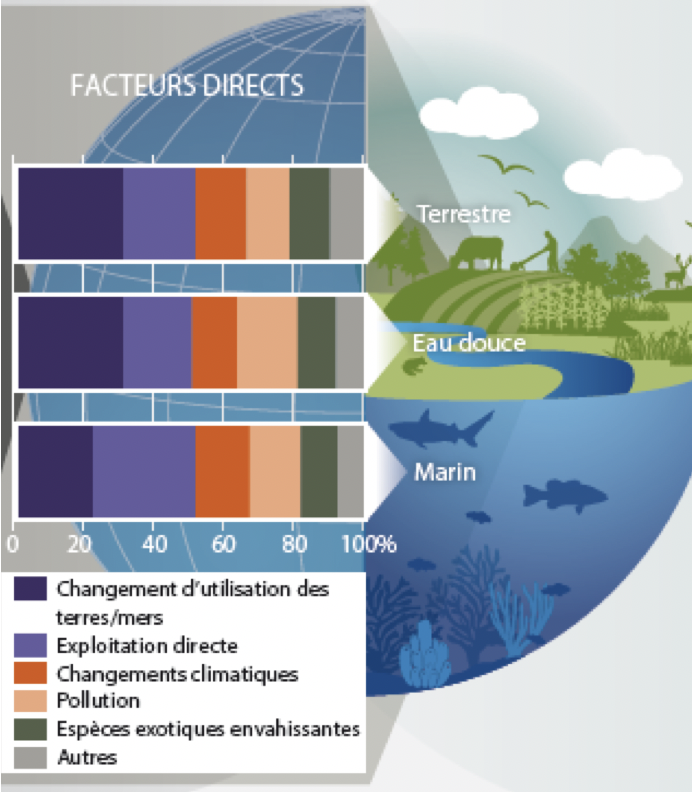 FACTEURS DIRECTS
Terrestre
Eau douce
Marin
0 20 40 60 80 100%
Changement d'utilisation des
terres/mers
Exploitation directe
Changements climatiques
Pollution
Espèces exotiques envahissantes
Autres